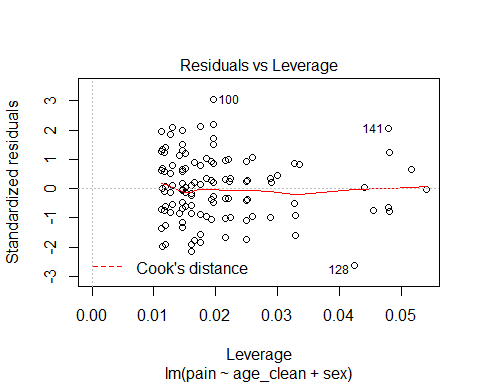 Residuals vs Leverage
Standardized residuals
3
2
1
0
-1
-2
-3
100
141
128
Cook's distance
0.00 0.01 0.02 0.03 0.04 0.05
Leverage
lm(pain ~ age_clean + sex)